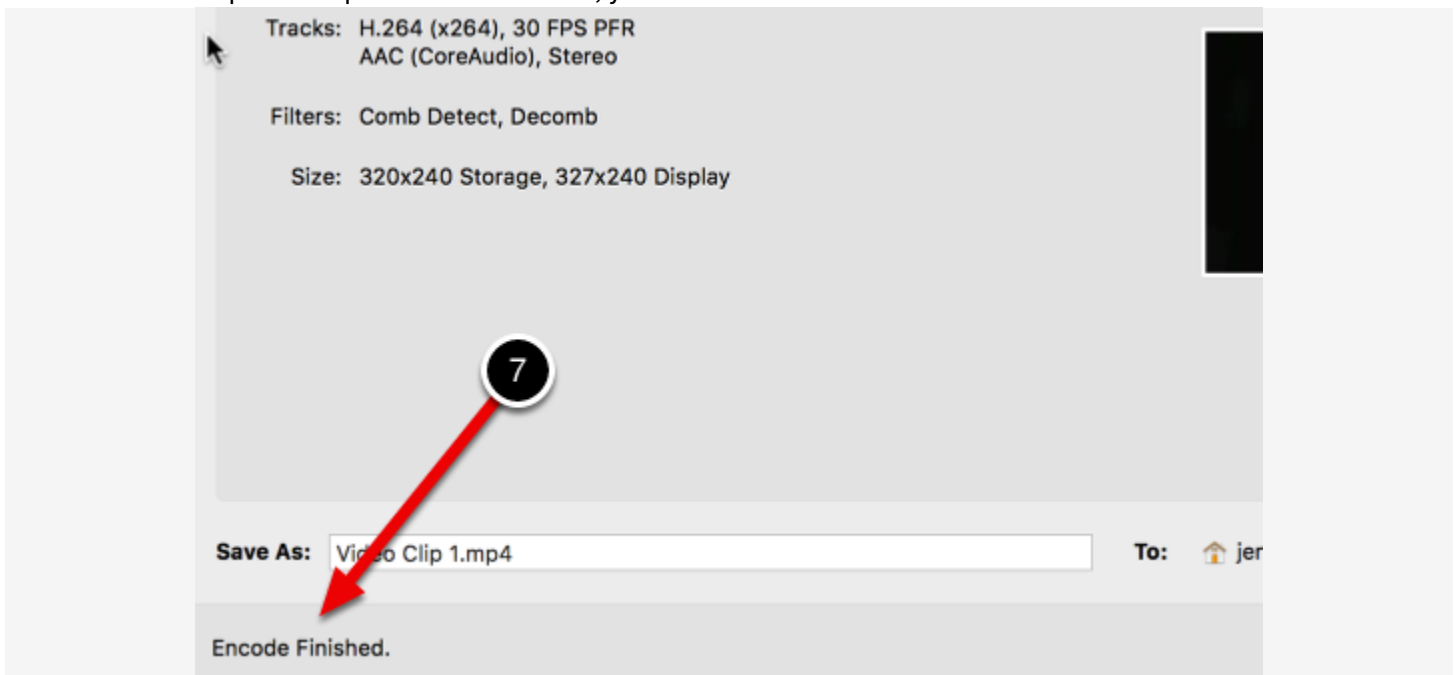 Tracks: H.264 (x264), 30 FPS PFR
AAC (CoreAudio), Stereo
Filters: Comb Detect, Decomb
Size: 320x240 Storage, 327x240 Display
7
Save As: Video Clip 1.mp4 To: jer
Encode Finished.